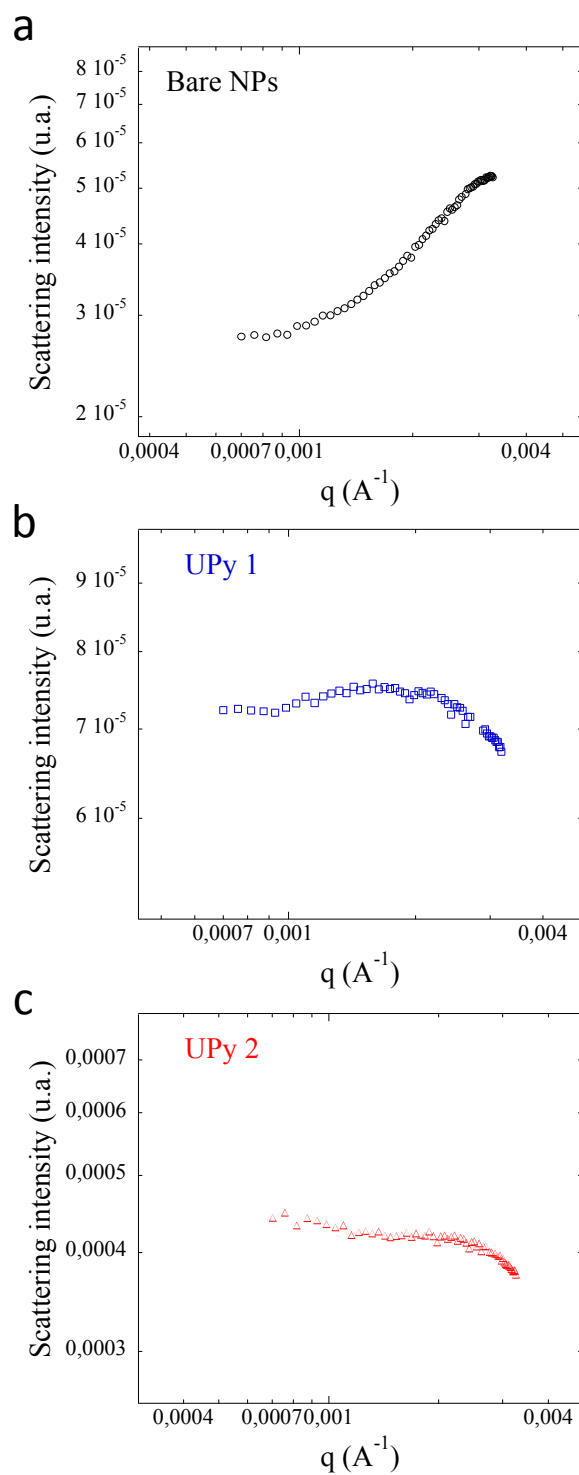 a
8 10-5
7 10-5
6 10-5
5 10-5
4 10-5
3 10-5
2 10-5
Scattering intensity (u.a.)
Bare NPs
0,0004
0,0007
0,001
0,004
q (A-1)
b
9 10-5
8 10-5
7 10-5
6 10-5
Scattering intensity (u.a.)
UPy 1
0,0007
0,001
0,004
q (A-1)
c
0,0007
0,0006
0,0005
0,0004
0,0003
Scattering intensity (u.a.)
UPy 2
0,0004
0,0007
0,001
0,004
q (A-1)